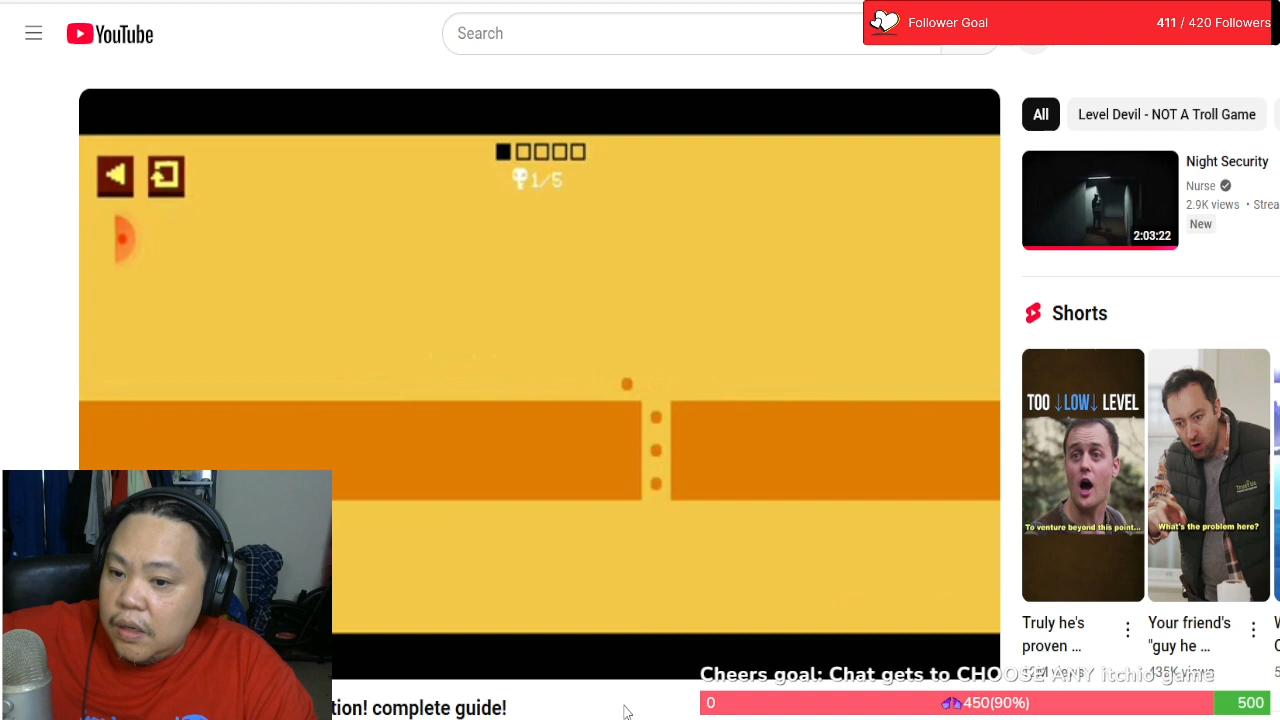 YouTube
Search
Follower Goal
411 / 420 Followers
1/5
All
Level Devil - NOT A Troll Game
Night Security
Nurse
2.9K views • Strea
New
2:03:22
Shorts
TOO ↓LOW↓ LEVEL
To venture beyond this point...
What's the problem here?
Truly he's
proven ...
Your friend's
"guy he ...
435K views
Cheers goal: Chat gets to CHOOSE ANY itchio game
0
450(90%)
500
tion! complete guide!